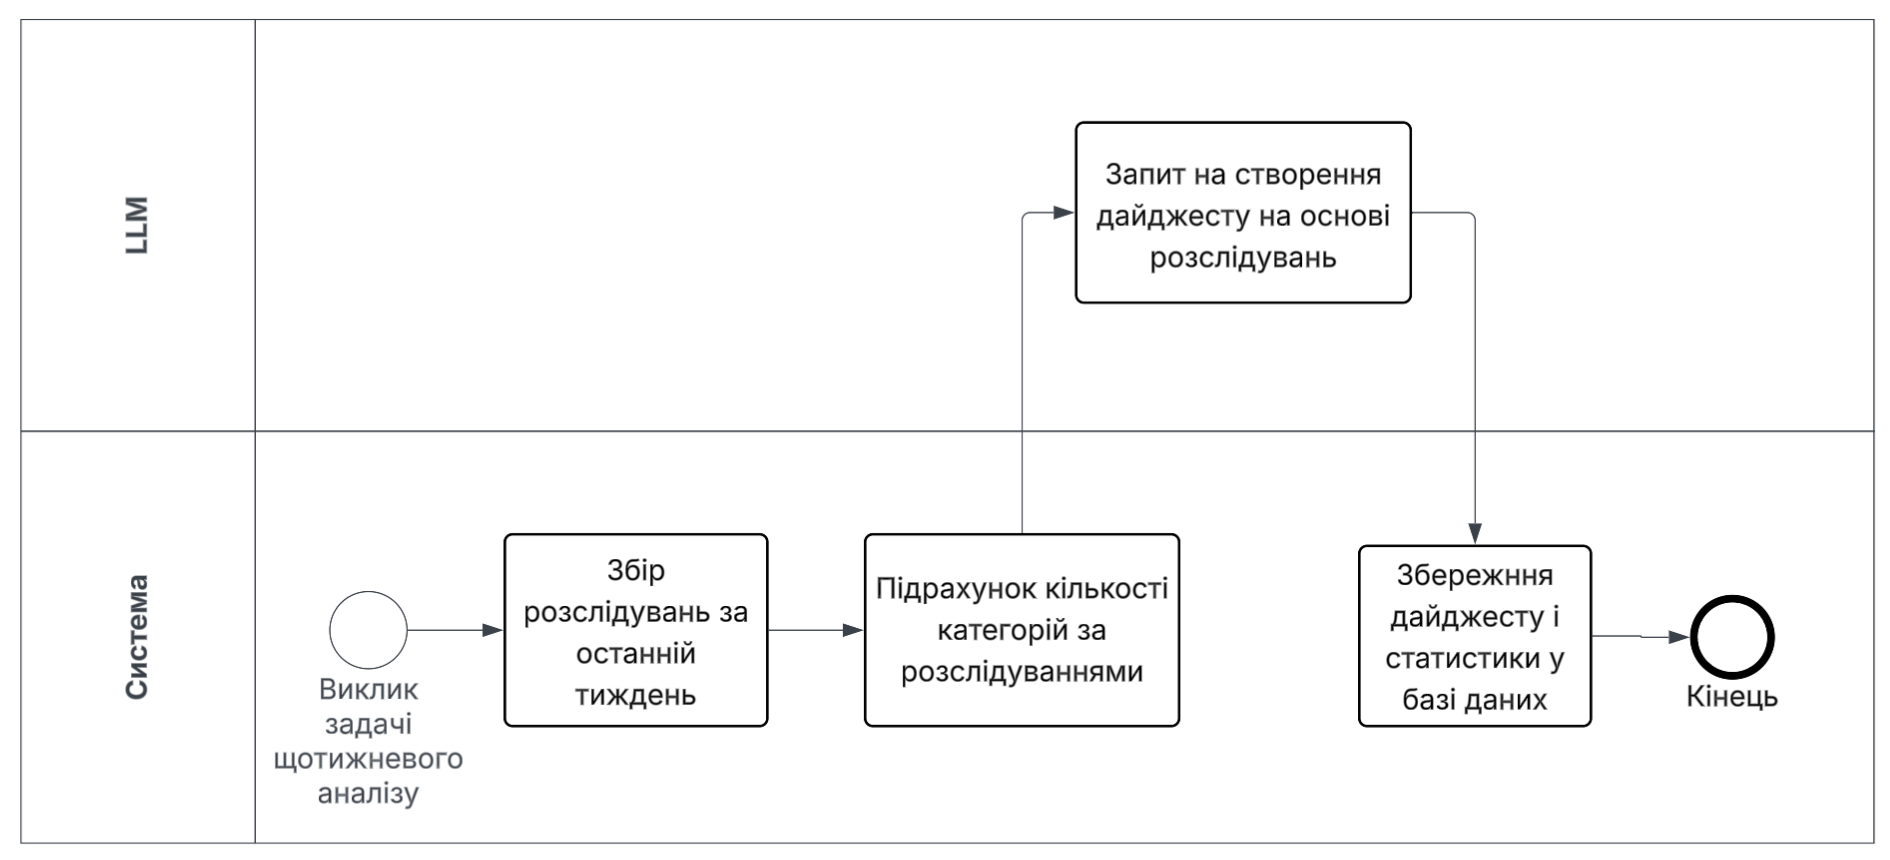 LLM
Запит на створення
дайджесту на основі
розслідувань
Система
Виклик
задачі
щотижневого
аналізу
Збір
розслідувань за
останній
тиждень
Підрахунок кількості
категорій за
розслідуваннями
Збережння
дайджесту і
статистики у
базі даних
Кінець